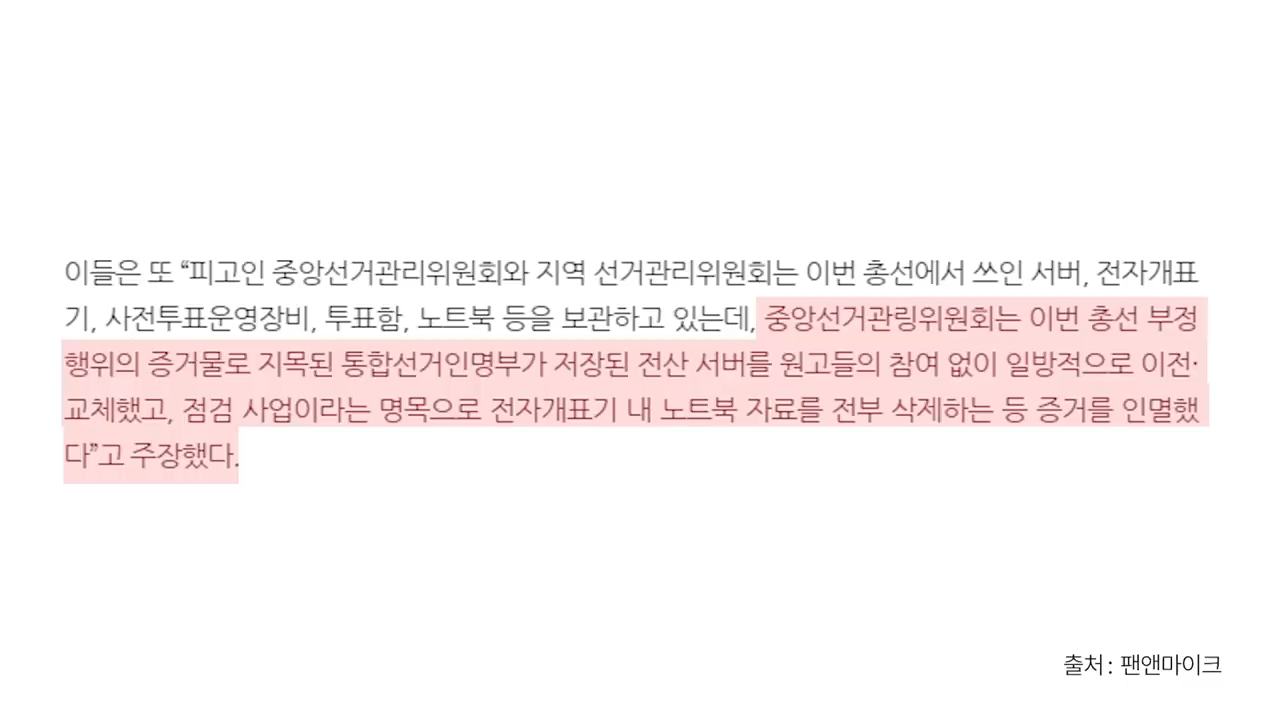 이들은 또 “피고인 중앙선거관리위원회와 지역 선거관리위원회는 이번 총선에서 쓰인 서버, 전자개표
기, 사전투표운영장비, 투표함, 노트북 등을 보관하고 있는데, 중앙선거관링위원회는 이번 총선 부정
행위의 증거물로 지목된 통합선거인명부가 저장된 전산 서버를 원고들의 참여 없이 일방적으로 이전·
교체했고, 점검 사업이라는 명목으로 전자개표기 내 노트북 자료를 전부 삭제하는 등 증거를 인멸했
다”고 주장했다.
출처 : 팬앤마이크